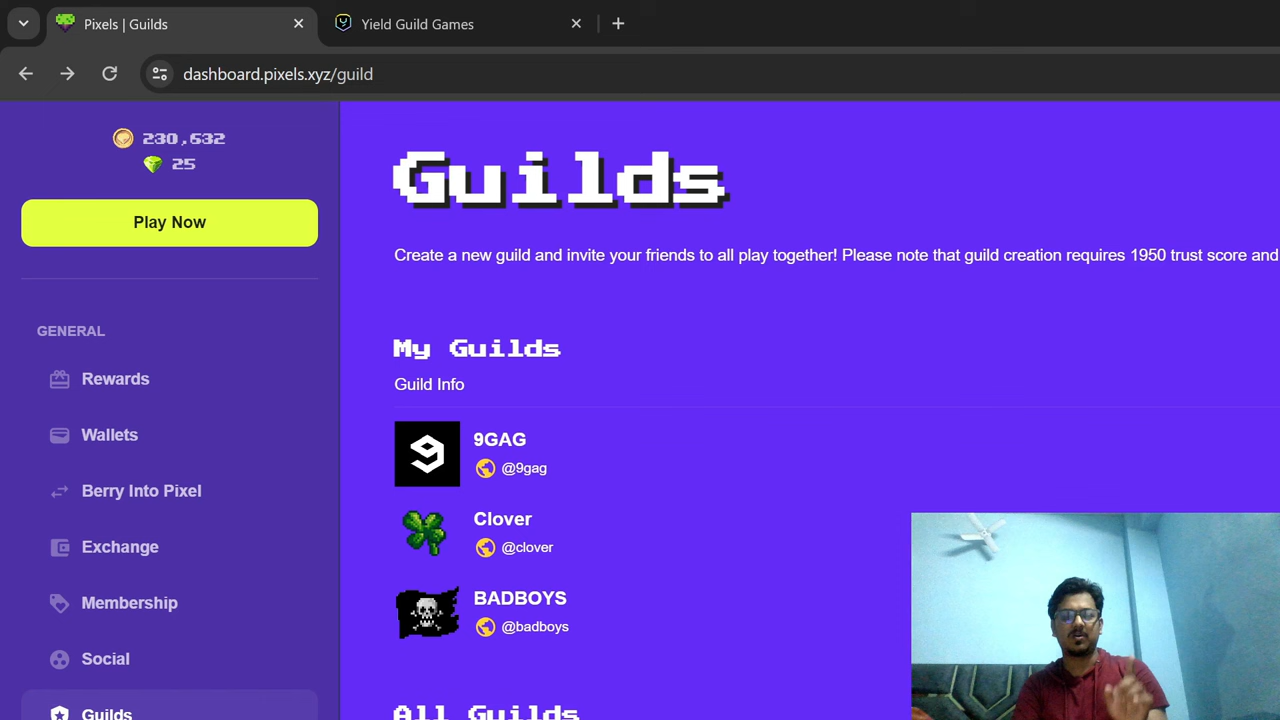 Pixels | Guilds
Yield Guild Games
dashboard.pixels.xyz/guild
230,632
25
Play Now
GENERAL
Rewards
Wallets
Berry Into Pixel
Exchange
Membership
Social
Guilds
Guilds
Create a new guild and invite your friends to all play together! Please note that guild creation requires 1950 trust score and
My Guilds
Guild Info
9GAG
@9gag
Clover
@clover
BADBOYS
@badboys
All Guilds